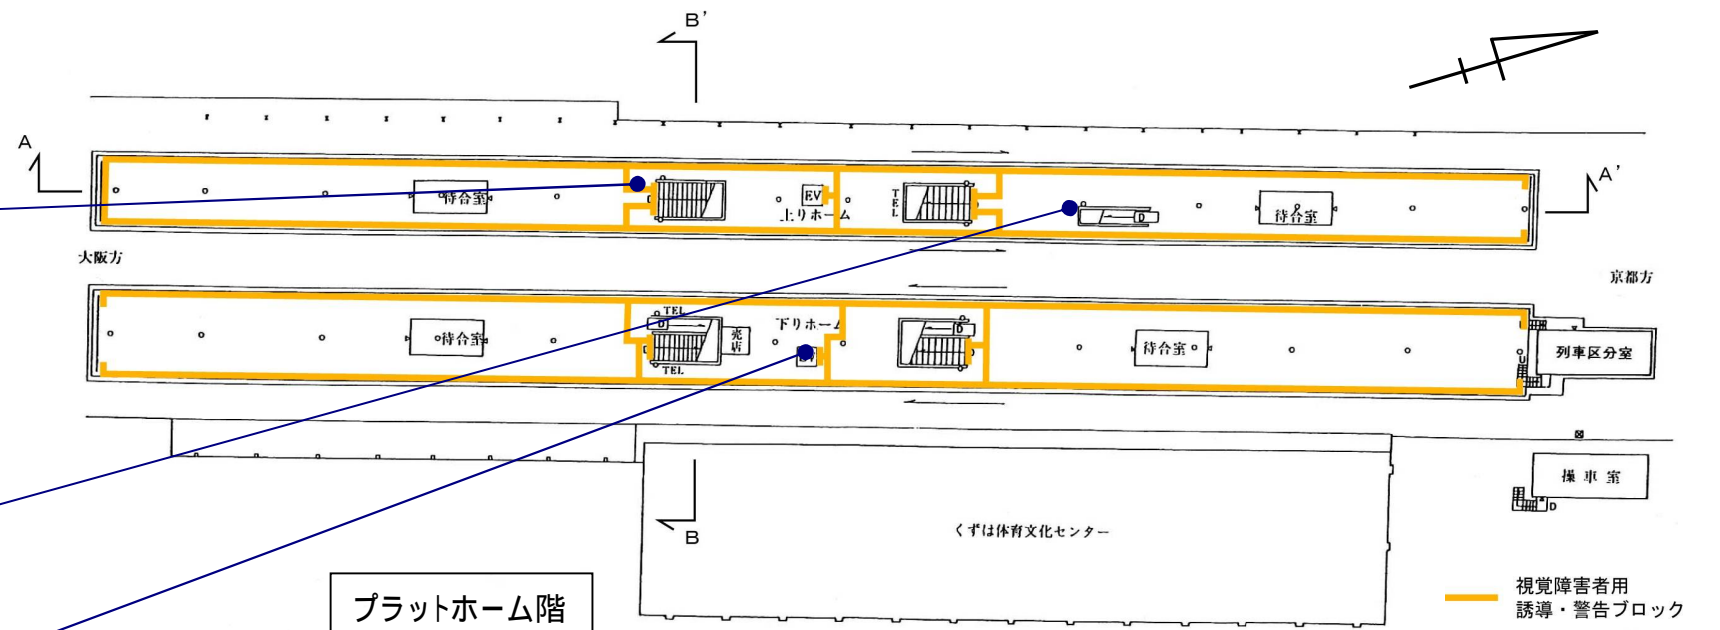 B'
A
A'
待合室
EV
上りホーム
TEL
D
待合室
大阪方
京都方
待合室
TEL
D
TEL
売店
下りホーム
D
待合室
列車区分室
操車室
D
くずは体育文化センター
B
プラットホーム階
視覚障害者用
誘導・警告ブロック